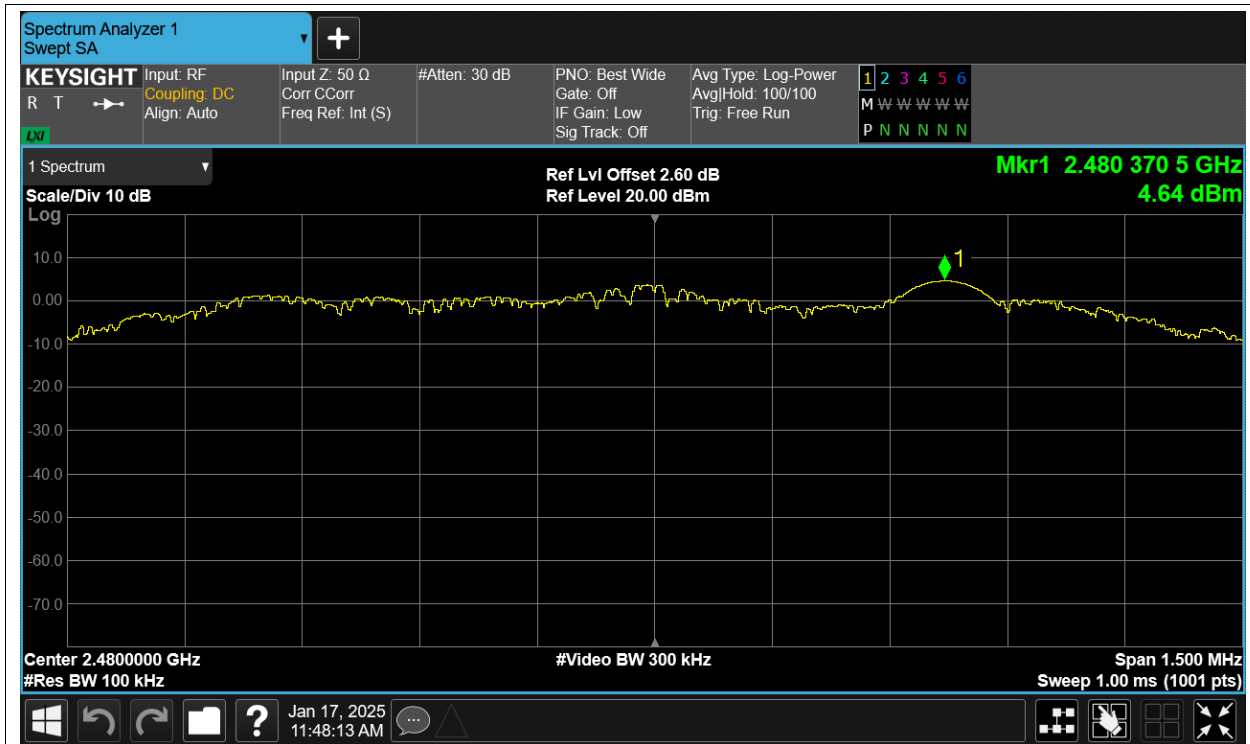 Spectrum Analyzer 1
Swept SA
KEYSIGHT
R T
LXI
Input: RF
Coupling: DC
Align: Auto
Input Z: 50 Ω
Corr CCorr
Freq Ref: Int (S)
#Atten: 30 dB
PNO: Best Wide
Gate: Off
IF Gain: Low
Sig Track: Off
Avg Type: Log-Power
Avg|Hold: 100/100
Trig: Free Run
1 2 3 4 5 6
M W W W W W
P N N N N N
1 Spectrum
Scale/Div 10 dB
Log
Ref Lvl Offset 2.60 dB
Ref Level 20.00 dBm
Mkr1 2.480 370 5 GHz
4.64 dBm
1
10.0
0.00
-10.0
-20.0
-30.0
-40.0
-50.0
-60.0
-70.0
Center 2.4800000 GHz
#Res BW 100 kHz
#Video BW 300 kHz
Span 1.500 MHz
Sweep 1.00 ms (1001 pts)
?
Jan 17, 2025
11:48:13 AM